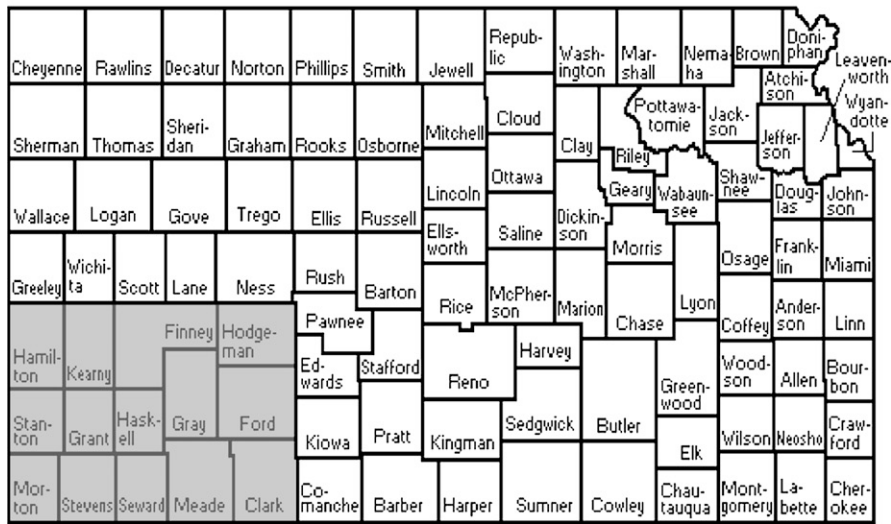 Cheyenne
Rawlins
Decatur
Norton
Phillips
Smith
Jewell
Republ-
ic
Wash-
ington
Mar-
shall
Nema-
ha
Brown
Doni-
phan
Leaven-
worth
Atchi-
son
Wyan-
dotte
Sherman
Thomas
Sheri-
dan
Graham
Rooks
Osborne
Mitchell
Cloud
Clay
Riley
Pottawa-
tomie
Jack-
son
Jeffer-
son
Wallace
Logan
Gove
Trego
Ellis
Russell
Lincoln
Ottawa
Dickin-
son
Geary
Wabaun-
see
Shaw-
nee
Doug-
las
John-
son
Ells-
worth
Saline
Morris
Osage
Frank-
lin
Miami
Greeley
Wichi-
ta
Scott
Lane
Ness
Rush
Barton
Rice
McPher-
son
Marion
Chase
Lyon
Coffey
Ander-
son
Linn
Hamil-
ton
Kearny
Finney
Hodge-
man
Pawnee
Ed-
wards
Stafford
Reno
Harvey
Butler
Green-
wood
Wood-
son
Allen
Bour-
bon
Stan-
ton
Grant
Hask-
ell
Gray
Ford
Kiowa
Pratt
Kingman
Sedgwick
Elk
Wilson
Neosho
Craw-
ford
Mor-
ton
Stevens
Seward
Meade
Clark
Co-
manche
Barber
Harper
Sumner
Cowley
Chau-
tauqua
Mont-
gomery
La-
bette
Cher-
okee